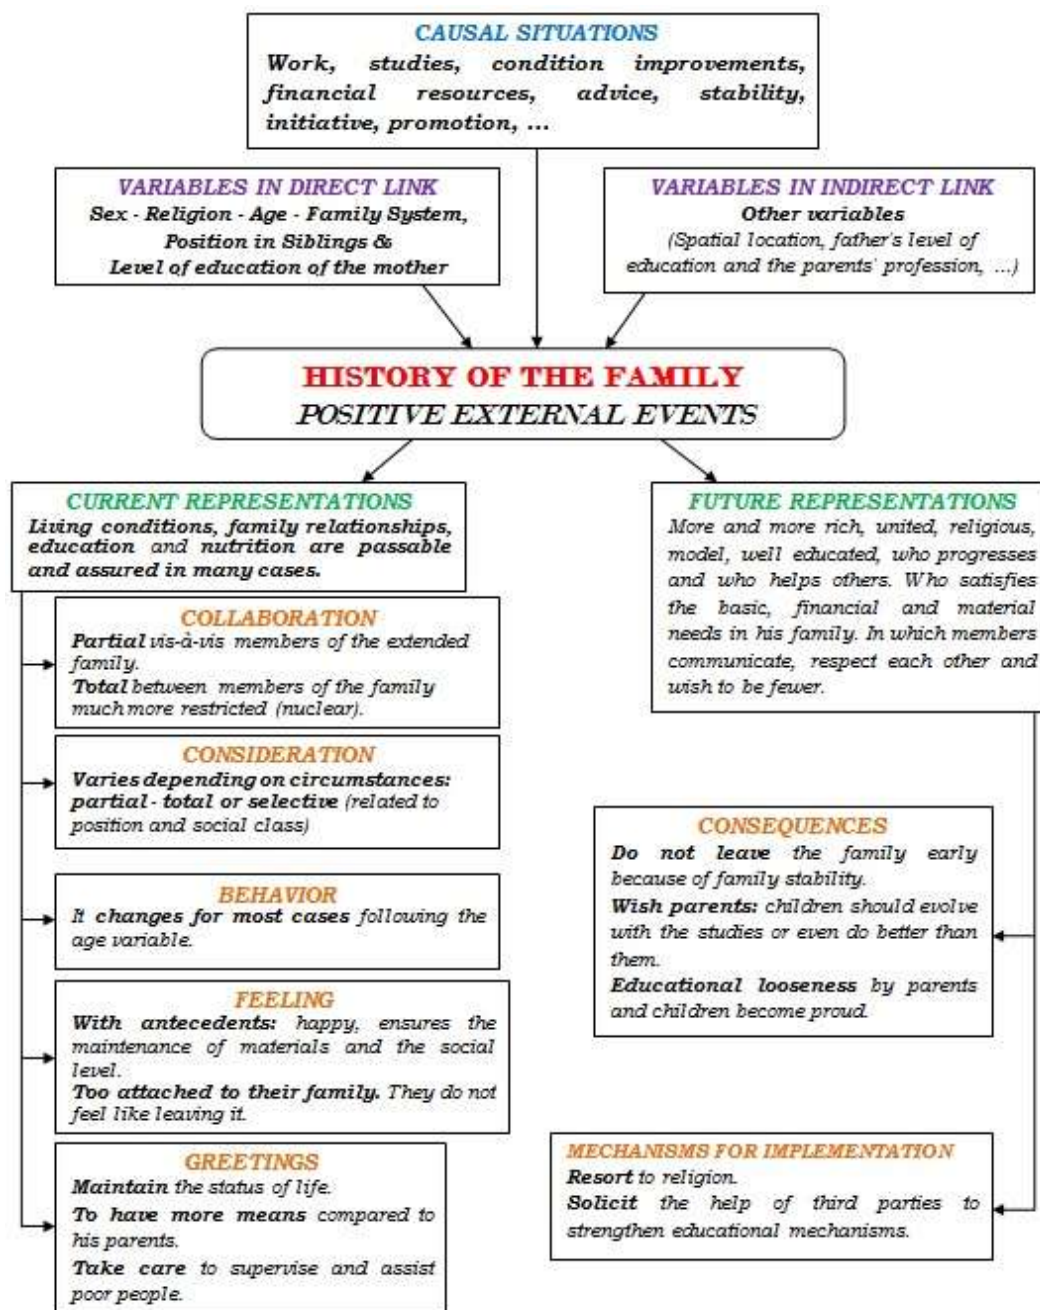 CAUSAL SITUATIONS
Work, studies, condition improvements,
financial resources, advice, stability,
initiative, promotion, ...
VARIABLES IN DIRECT LINK
Sex - Religion - Age - Family System,
Position in Siblings &
Level of education of the mother
VARIABLES IN INDIRECT LINK
Other variables
(Spatial location, father's level of
education and the parents' profession, ...)
HISTORY OF THE FAMILY
POSITIVE EXTERNAL EVENTS
CURRENT REPRESENTATIONS
Living conditions, family relationships,
education and nutrition are passable
and assured in many cases.
COLLABORATION
Partial vis-à-vis members of the extended
family.
Total between members of the family
much more restricted (nuclear).
CONSIDERATION
Varies depending on circumstances:
partial - total or selective (related to
position and social class)
BEHAVIOR
It changes for most cases following the
age variable.
FEELING
With antecedents: happy, ensures the
maintenance of materials and the social
level.
Too attached to their family. They do not
feel like leaving it.
GREETINGS
Maintain the status of life.
To have more means compared to
his parents.
Take care to supervise and assist
poor people.
FUTURE REPRESENTATIONS
More and more rich, united, religious,
model, well educated, who progresses
and who helps others. Who satisfies
the basic, financial and material
needs in his family. In which members
communicate, respect each other and
wish to be fewer.
CONSEQUENCES
Do not leave the family early
because of family stability.
Wish parents: children should evolve
with the studies or even do better than
them.
Educational looseness by parents
and children become proud.
MECHANISMS FOR IMPLEMENTATION
Resort to religion.
Solicit the help of third parties to
strengthen educational mechanisms.